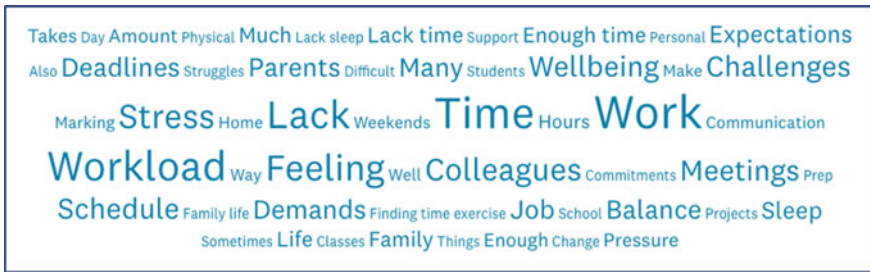 Takes Day Amount Physical Much Lack sleep Lack time Support Enough time Personal Expectations
Also Deadlines Struggles Parents Difficult Many Students Wellbeing Make Challenges
Marking Stress Home Lack Weekends Time Hours Work Communication
Workload Way Feeling Well Colleagues Commitments Meetings Prep
Schedule Family life Demands Finding time exercise Job School Balance Projects Sleep
Sometimes Life Classes Family Things Enough Change Pressure